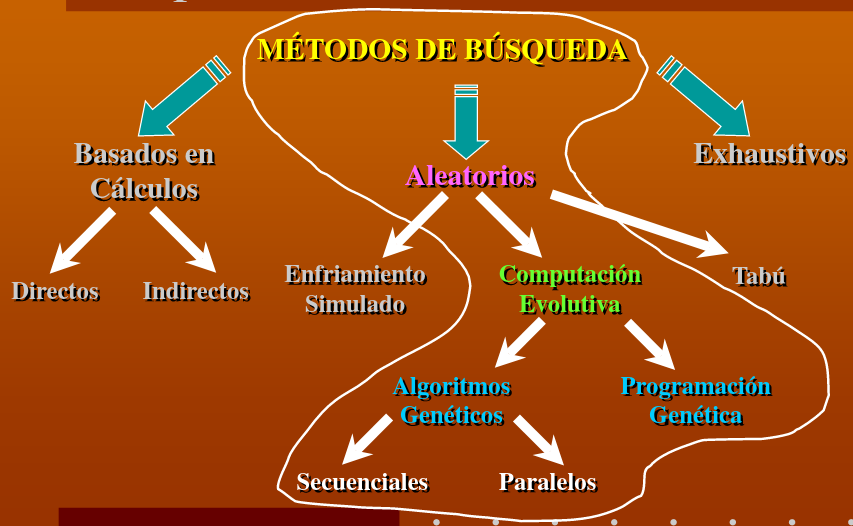 MÉTODOS DE BÚSQUEDA
Basados en
Cálculos
Aleatorios
Exhaustivos
Directos
Indirectos
Enfriamiento
Simulado
Computación
Evolutiva
Tabú
Algoritmos
Genéticos
Programación
Genética
Secuenciales
Paralelos